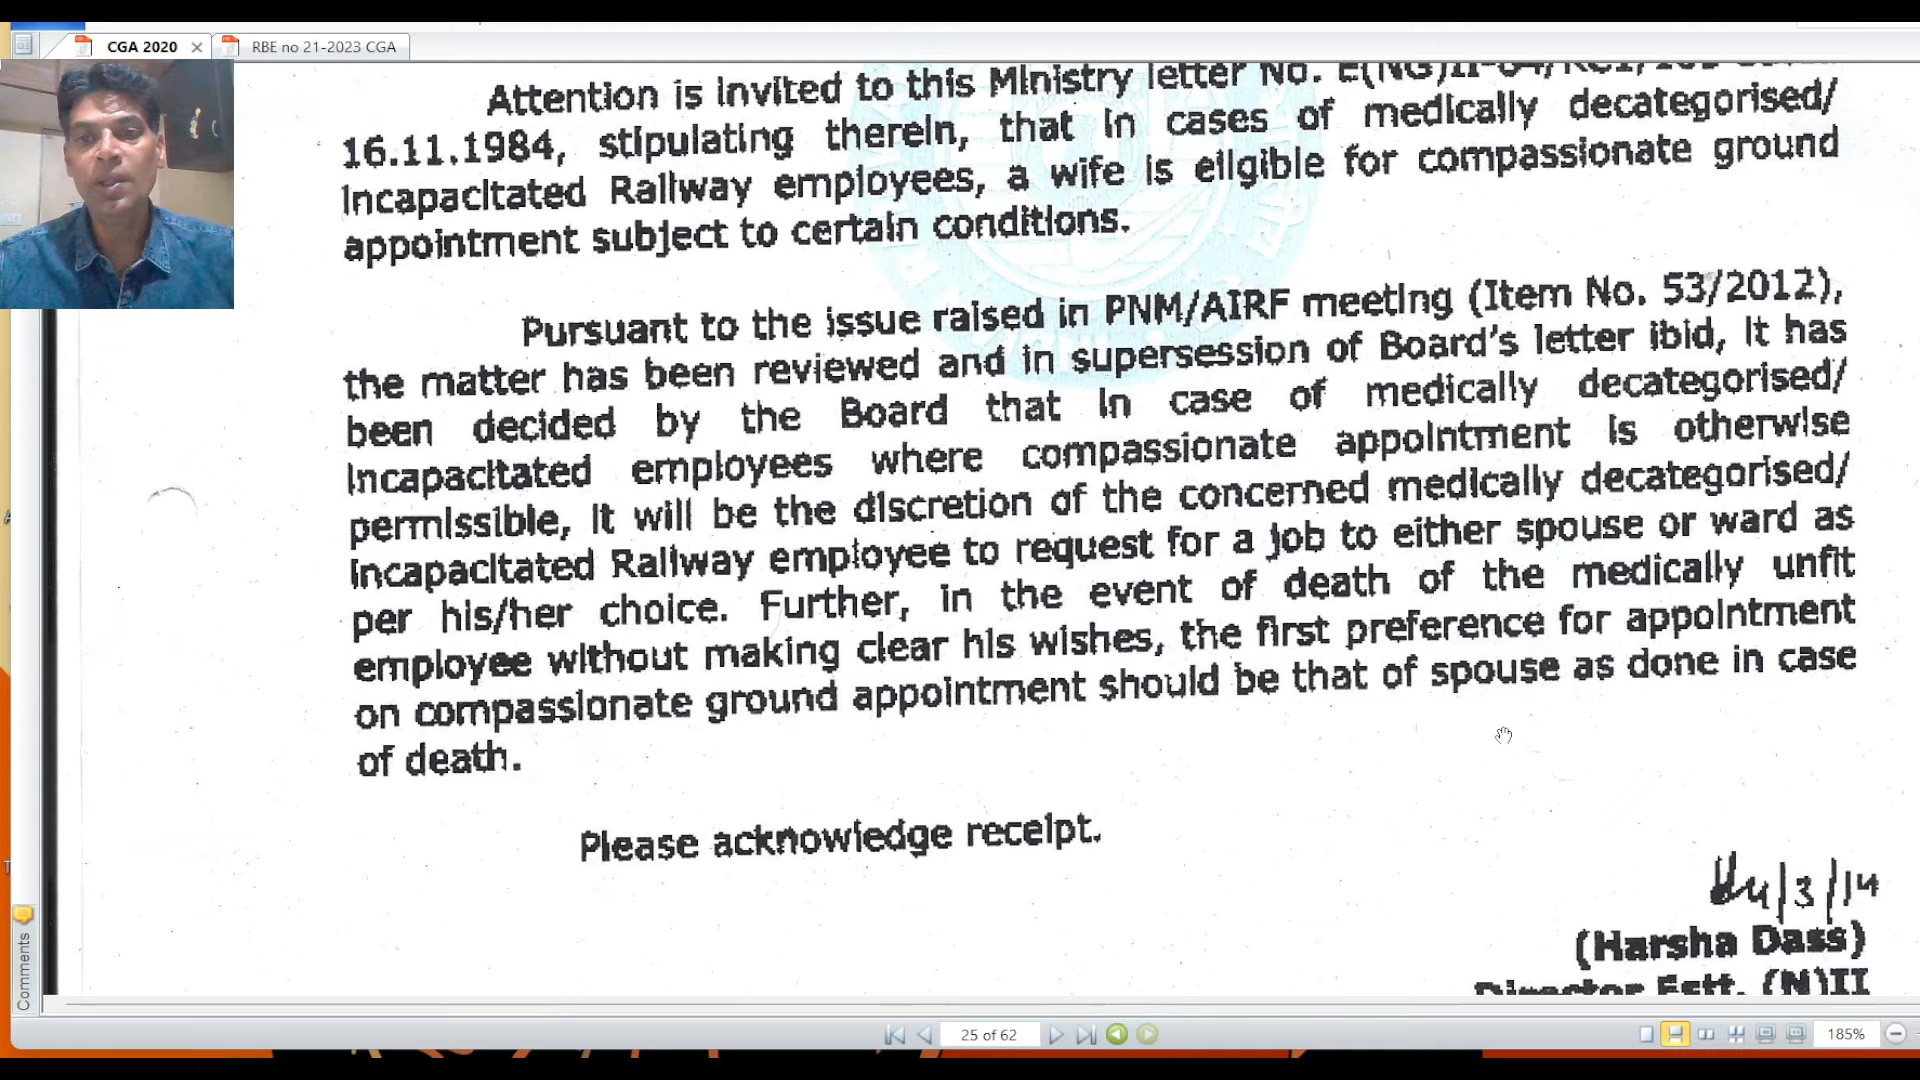 CGA 2020
RBE no 21-2023 CGA
Attention is invited to this Ministry letter No.
16.11.1984, stipulating therein, that in cases of medically decategorised/
incapacitated Railway employees, a wife is eligible for compassionate ground
appointment subject to certain conditions.
Pursuant to the issue raised in PNM/AIRF meeting (Item No. 53/2012),
the matter has been reviewed and in supersession of Board's letter ibid, it has
been decided by the Board that in case of medically decategorised/
incapacitated employees where compassionate appointment is otherwise
permissible, it will be the discretion of the concerned medically decategorised/
incapacitated Railway employee to request for a job to either spouse or ward as
per his/her choice. Further, in the event of death of the medically unfit
employee without making clear his wishes, the first preference for appointment
on compassionate ground appointment should be that of spouse as done in case
of death.
Please acknowledge receipt.
4/3/14
(Harsha Dass)
Director Estt. (N)II
Comments
25 of 62
185%